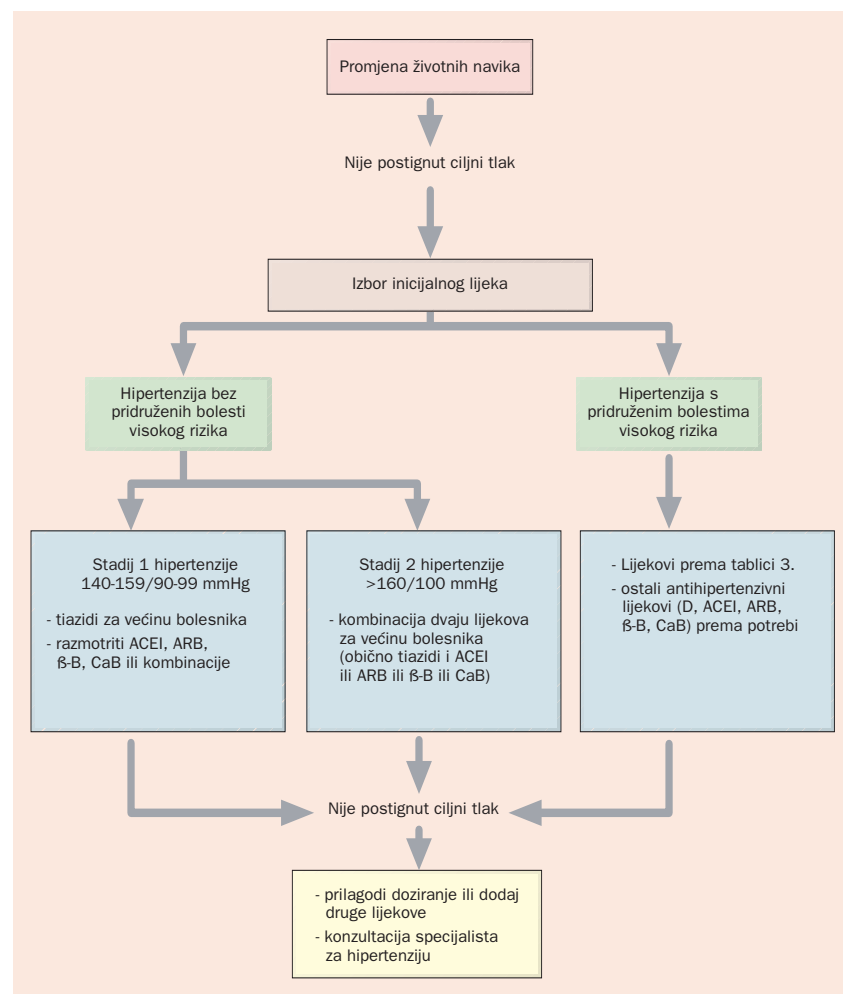 Promjena životnih navika
Nije postignut ciljni tlak
Izbor inicijalnog lijeka
Hipertenzija bez
pridruženih bolesti
visokog rizika
Hipertenzija s
pridruženim bolestima
visokog rizika
Stadij 1 hipertenzije
140-159/90-99 mmHg
- tiazidi za većinu bolesnika
- razmotriti ACEI, ARB,
ß-B, CaB ili kombinacije
Stadij 2 hipertenzije
>160/100 mmHg
- kombinacija dvaju lijekova
za većinu bolesnika
(obično tiazidi i ACEI
ili ARB ili ß-B ili CaB)
- Lijekovi prema tablici 3.
- ostali antihipertenzivni
lijekovi (D, ACEI, ARB,
ß-B, CaB) prema potrebi
Nije postignut ciljni tlak
- prilagodi doziranje ili dodaj
druge lijekove
- konzultacija specijalista
za hipertenziju